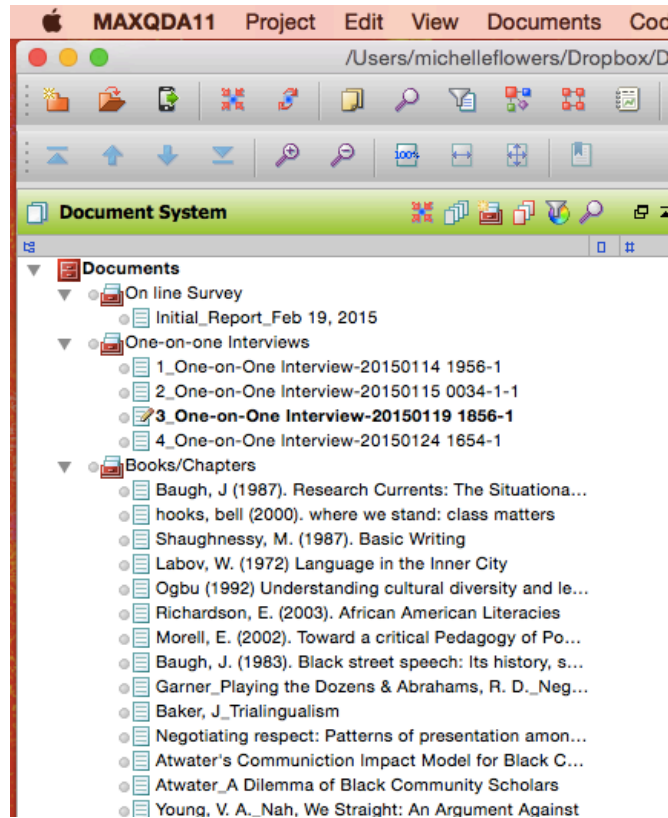 MAXQDA11 Project Edit View Documents Cod
/Users/michelleflowers/Dropbox/D
100%
Document System
#
Documents
On line Survey
Initial_Report_Feb 19, 2015
One-on-one Interviews
1_One-on-One Interview-20150114 1956-1
2_One-on-One Interview-20150115 0034-1-1
3_One-on-One Interview-20150119 1856-1
4_One-on-One Interview-20150124 1654-1
Books/Chapters
Baugh, J (1987). Research Currents: The Situationa...
hooks, bell (2000). where we stand: class matters
Shaughnessy, M. (1987). Basic Writing
Labov, W. (1972) Language in the Inner City
Ogbu (1992) Understanding cultural diversity and le...
Richardson, E. (2003). African American Literacies
Morell, E. (2002). Toward a critical Pedagogy of Po...
Baugh, J. (1983). Black street speech: Its history, s...
Garner_Playing the Dozens & Abrahams, R. D._Neg...
Baker, J_Trialingualism
Negotiating respect: Patterns of presentation amon...
Atwater's Communiction Impact Model for Black C...
Atwater_A Dilemma of Black Community Scholars
Young, V. A._Nah, We Straight: An Argument Against